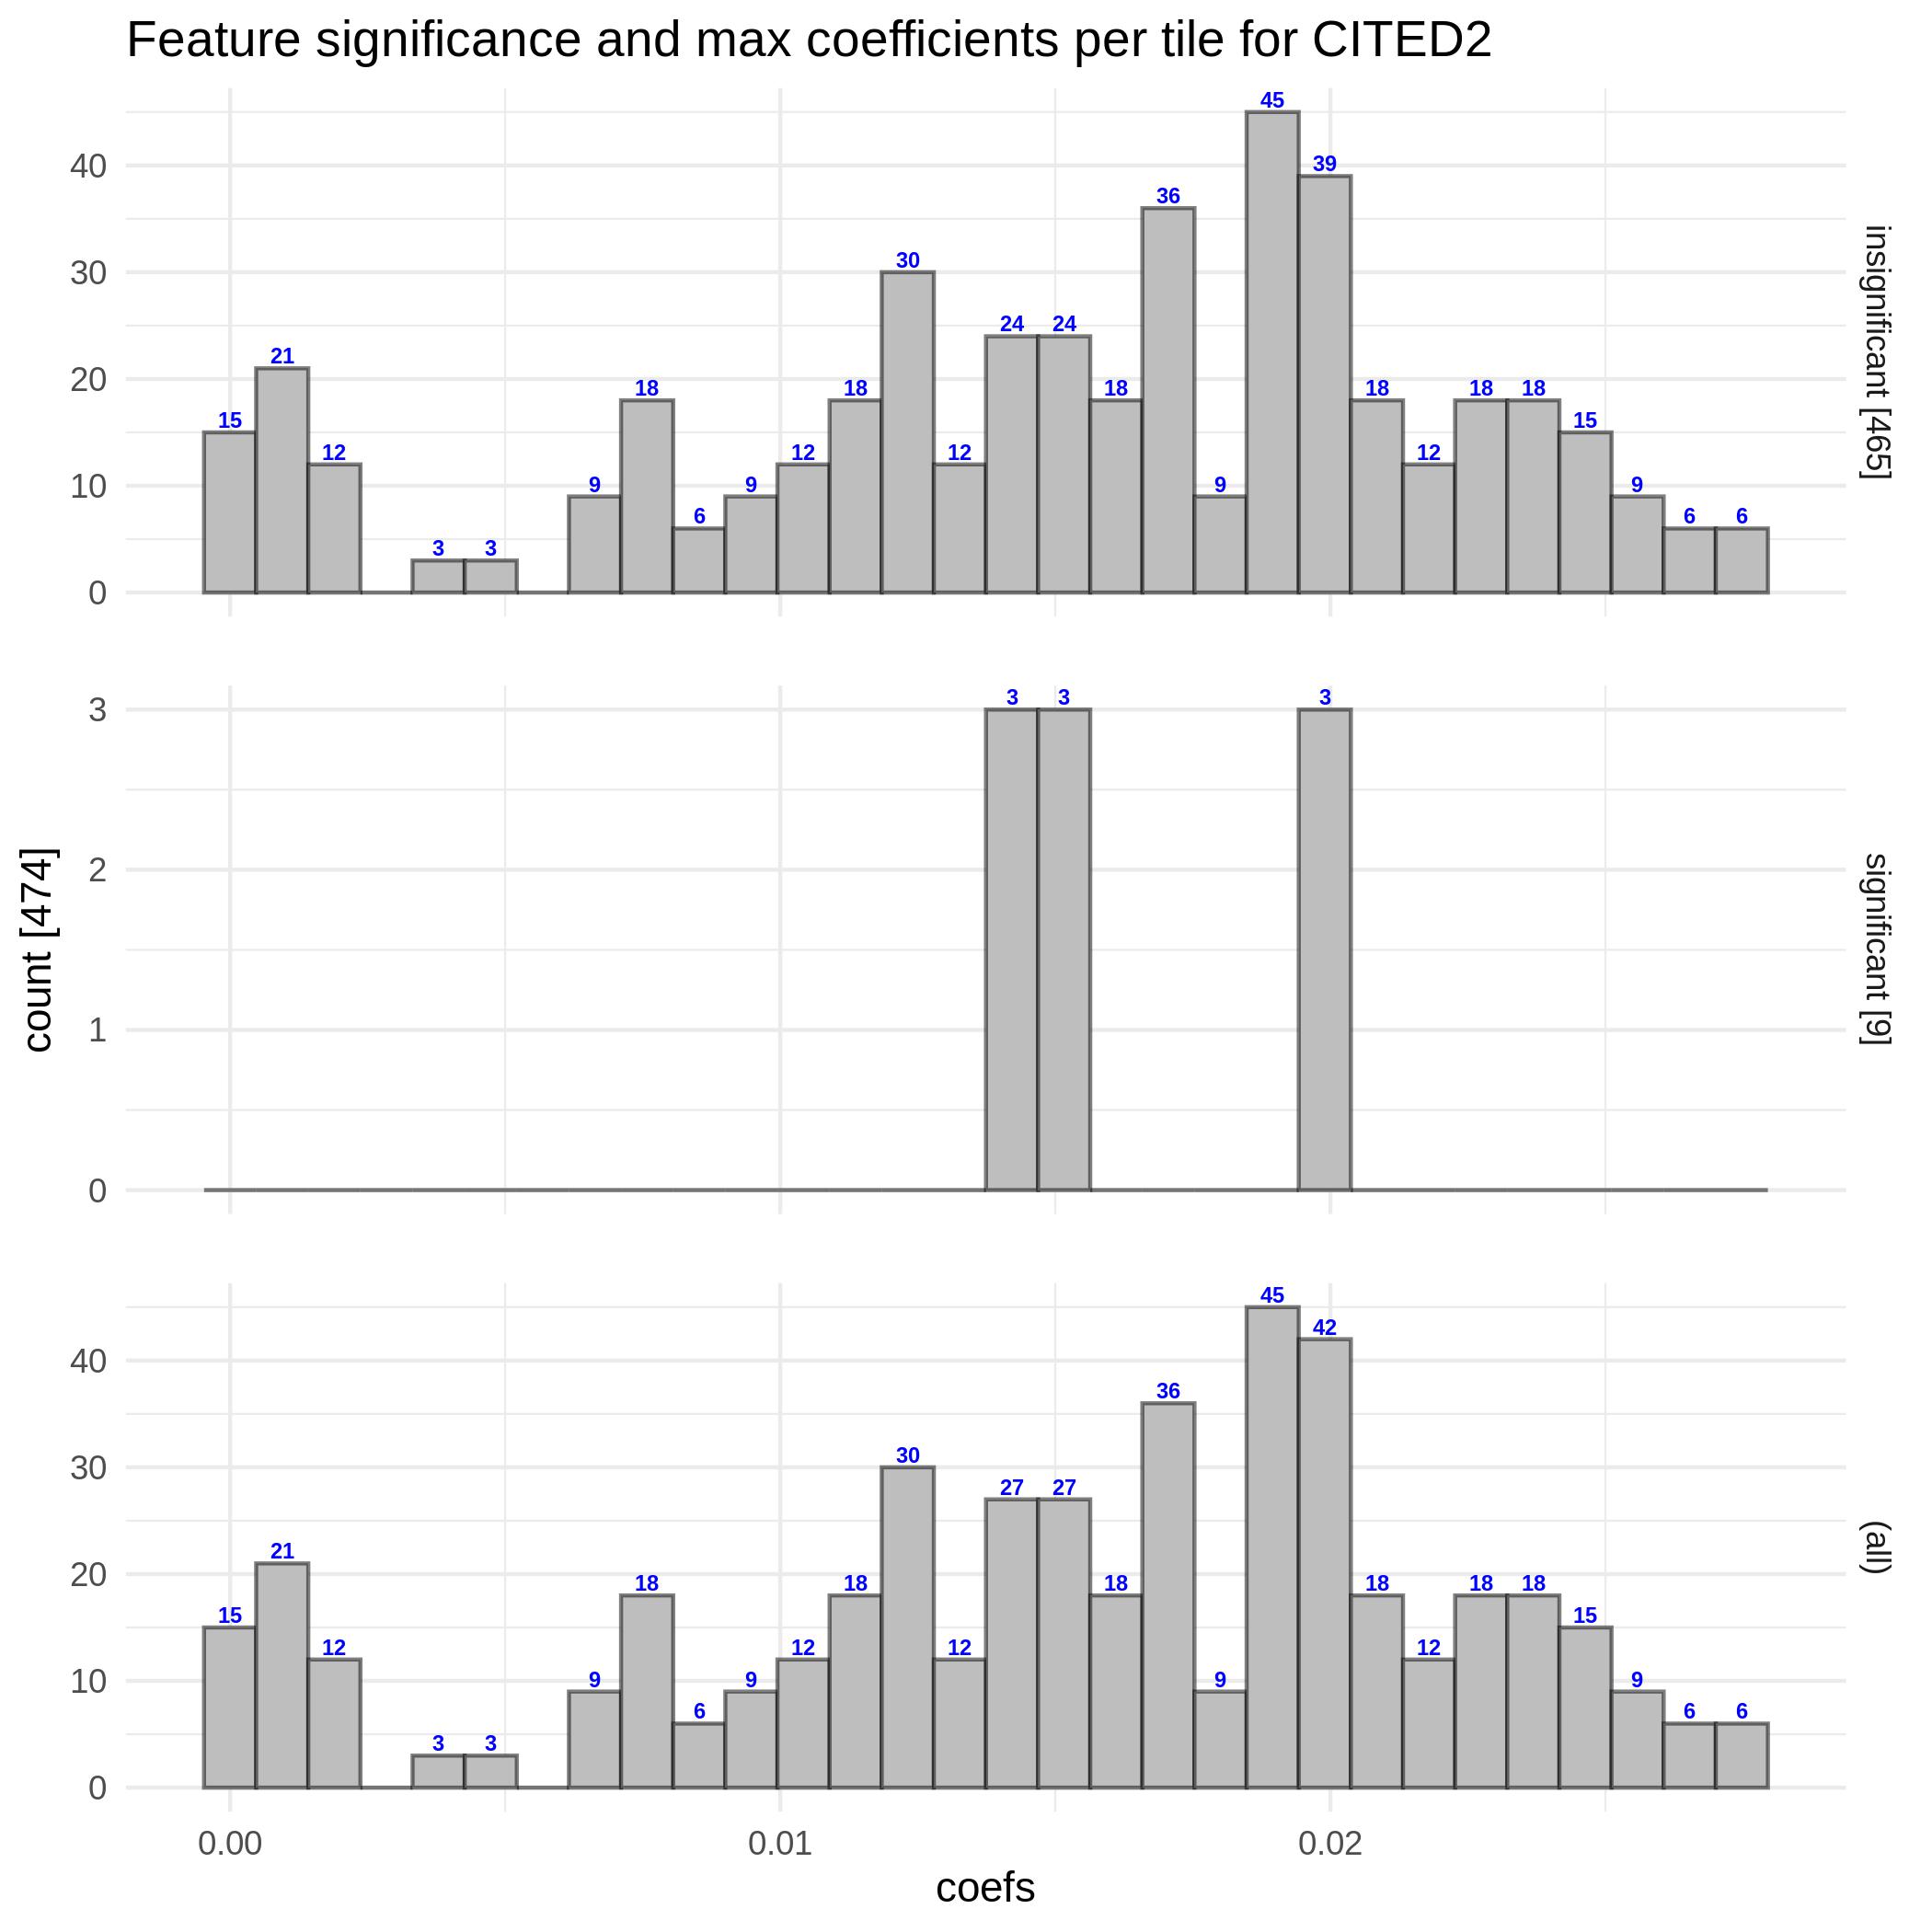 Feature significance and max coefficients per tile for CITED2
count [474]
40
30
20
10
0
15 21 12 3 3 9 18 6 9 12 18 30 12 24 24 18 36 9 45 39 18 12 18 18 15 9 6 6
insignificant [465]
3
2
1
0
3 3 3
significant [9]
40
30
20
10
0
15 21 12 3 3 9 18 6 9 12 18 30 12 27 27 18 36 9 45 42 18 12 18 18 15 9 6 6
(all)
0.00 0.01 0.02
coefs